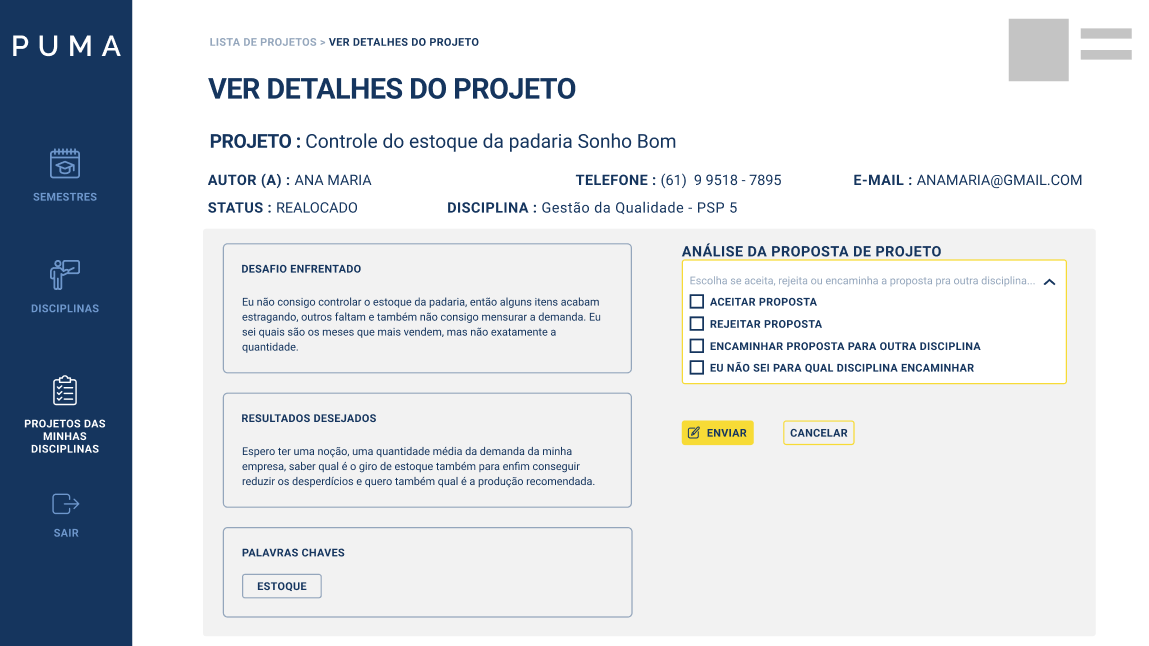 PUMA
SEMESTRES
DISCIPLINAS
PROJETOS DAS
MINHAS
DISCIPLINAS
SAIR
LISTA DE PROJETOS > VER DETALHES DO PROJETO
VER DETALHES DO PROJETO
PROJETO : Controle do estoque da padaria Sonho Bom
AUTOR (A) : ANA MARIA
TELEFONE : (61) 9 9518 - 7895
E-MAIL : ANAMARIA@GMAIL.COM
STATUS : REALOCADO
DISCIPLINA : Gestão da Qualidade - PSP 5
DESAFIO ENFRENTADO
Eu não consigo controlar o estoque da padaria, então alguns itens acabam
estragando, outros faltam e também não consigo mensurar a demanda. Eu
sei quais são os meses que mais vendem, mas não exatamente a
quantidade.
RESULTADOS DESEJADOS
Espero ter uma noção, uma quantidade média da demanda da minha
empresa, saber qual é o giro de estoque também para enfim conseguir
reduzir os desperdícios e quero também qual é a produção recomendada.
PALAVRAS CHAVES
ESTOQUE
ANÁLISE DA PROPOSTA DE PROJETO
Escolha se aceita, rejeita ou encaminha a proposta pra outra disciplina...
ACEITAR PROPOSTA
REJEITAR PROPOSTA
ENCAMINHAR PROPOSTA PARA OUTRA DISCIPLINA
EU NÃO SEI PARA QUAL DISCIPLINA ENCAMINHAR
ENVIAR
CANCELAR